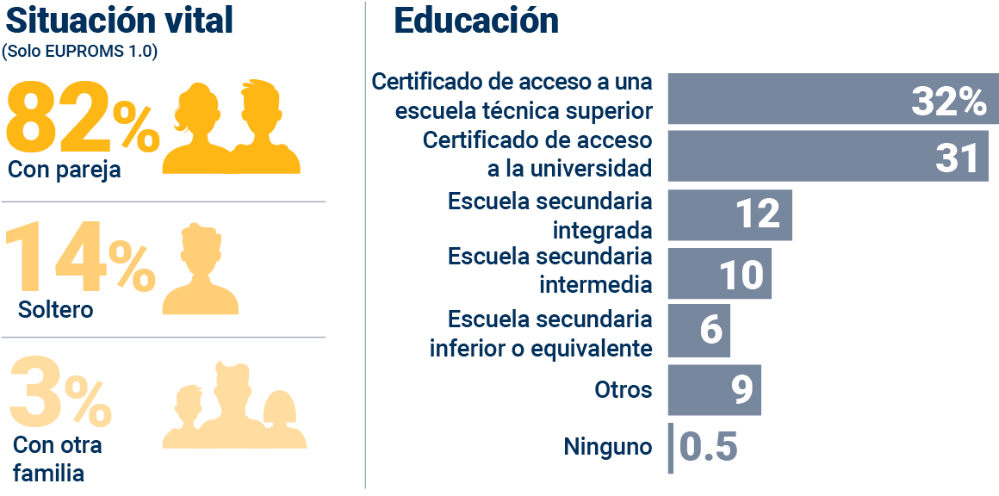 Situación vital
(Solo EUPROMS 1.0)
82%
Con pareja
14%
Soltero
3%
Con otra
familia
Educación
Certificado de acceso a una
escuela técnica superior
32%
Certificado de acceso
a la universidad
31
Escuela secundaria
integrada
12
Escuela secundaria
intermedia
10
Escuela secundaria
inferior o equivalente
6
Otros
9
Ninguno
0.5